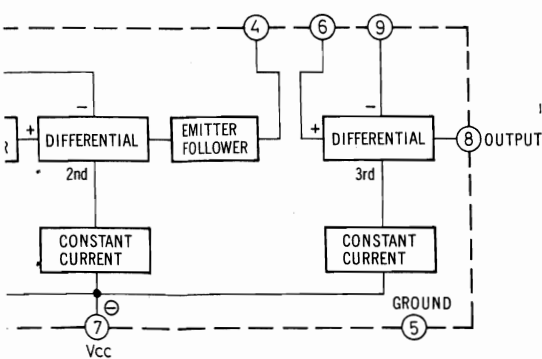 4 6 9
− −
+ DIFFERENTIAL EMITTER FOLLOWER + DIFFERENTIAL 8 OUTPUT
R
2nd 3rd
CONSTANT CURRENT CONSTANT CURRENT
⊖ GROUND
7 5
Vcc